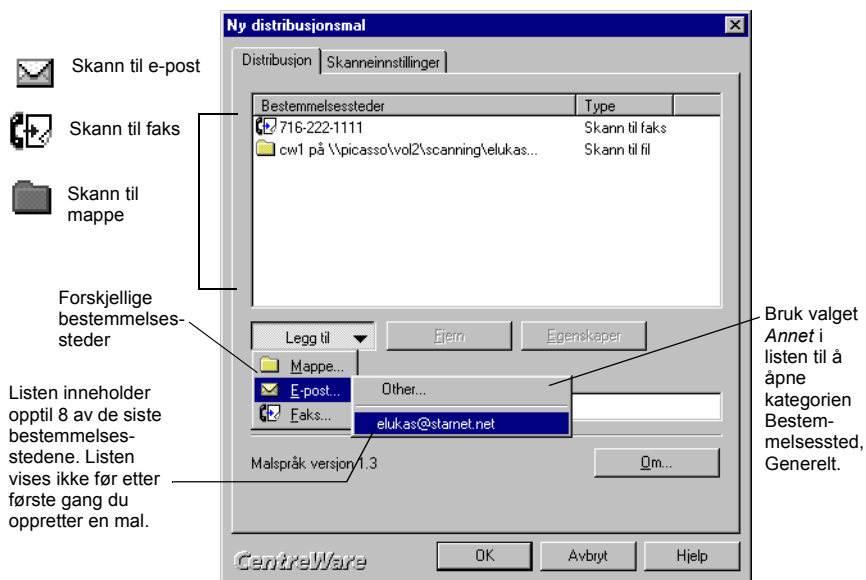 Ny distribusjonsmal
Distribusjon
Skanneinnstillinger
Skann til e-post
Skann til faks
Skann til
mappe
Bestemmelsessteder
Type
716-222-1111
Skann til faks
cw1 på \\picasso\vol2\scanning\elukas...
Skann til fil
Forskjellige
bestemmelses-
steder
Legg til
Fjern
Egenskaper
Mappe...
E-post...
Faks...
Other...
elukas@starnet.net
Listen inneholder
opptil 8 av de siste
bestemmelses-
stedene. Listen
vises ikke før etter
første gang du
oppretter en mal.
Bruk valget
Annet i
listen til å
åpne
kategorien
Bestem-
melsessted,
Generelt.
Malspråk versjon 1.3
Om...
CentreWare
OK
Avbryt
Hjelp